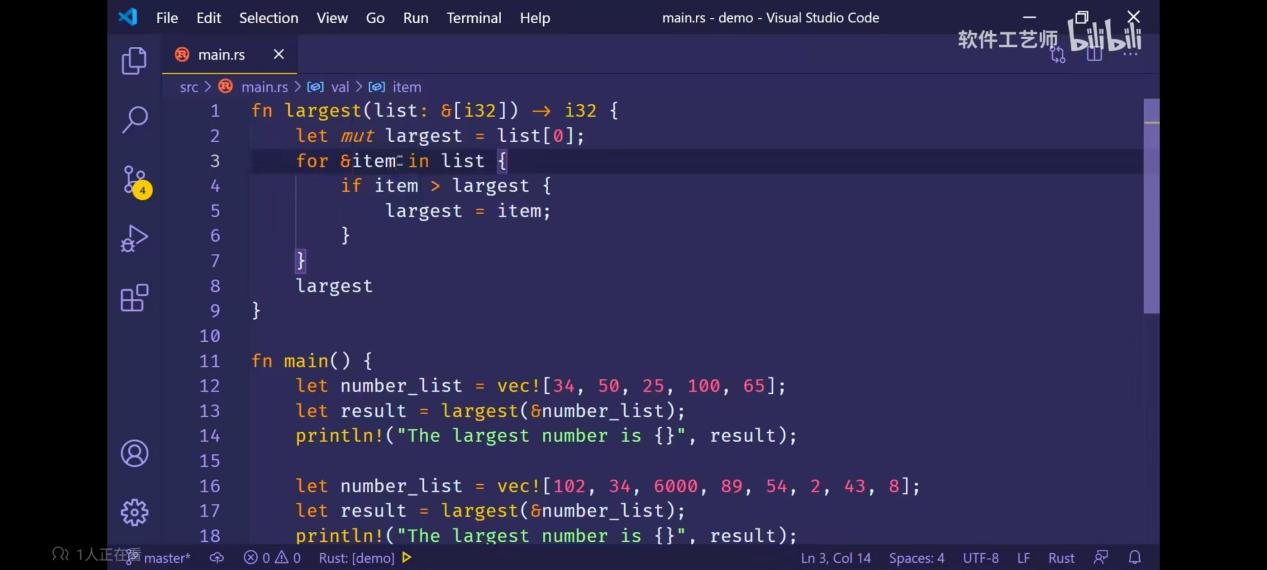 File Edit Selection View Go Run Terminal Help main.rs - demo - Visual Studio Code
软件工艺师 bilibili
main.rs
src > main.rs > val > item
1 fn largest(list: &[i32]) -> i32 {
2 let mut largest = list[0];
3 for &item in list {
4 if item > largest {
5 largest = item;
6 }
7 }
8 largest
9 }
10
11 fn main() {
12 let number_list = vec![34, 50, 25, 100, 65];
13 let result = largest(&number_list);
14 println!("The largest number is {}", result);
15
16 let number_list = vec![102, 34, 6000, 89, 54, 2, 43, 8];
17 let result = largest(&number_list);
18 println!("The largest number is {}", result);
4
1人正在看 master* 0 0 Rust: [demo] Ln 3, Col 14 Spaces: 4 UTF-8 LF Rust